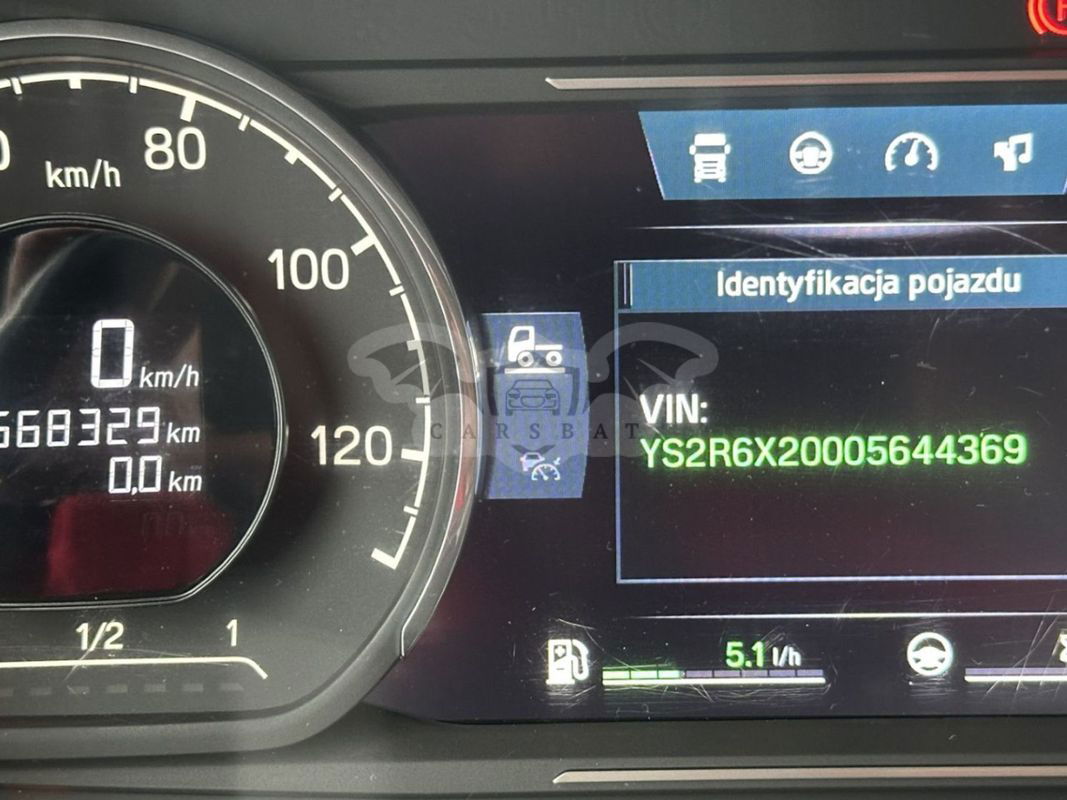 80
km/h
100
120
0 km/h
668329 km
0,0 km
1/2
1
Identyfikacja pojazdu
VIN:
YS2R6X20005644369
CARSBAT
5.1 l/h